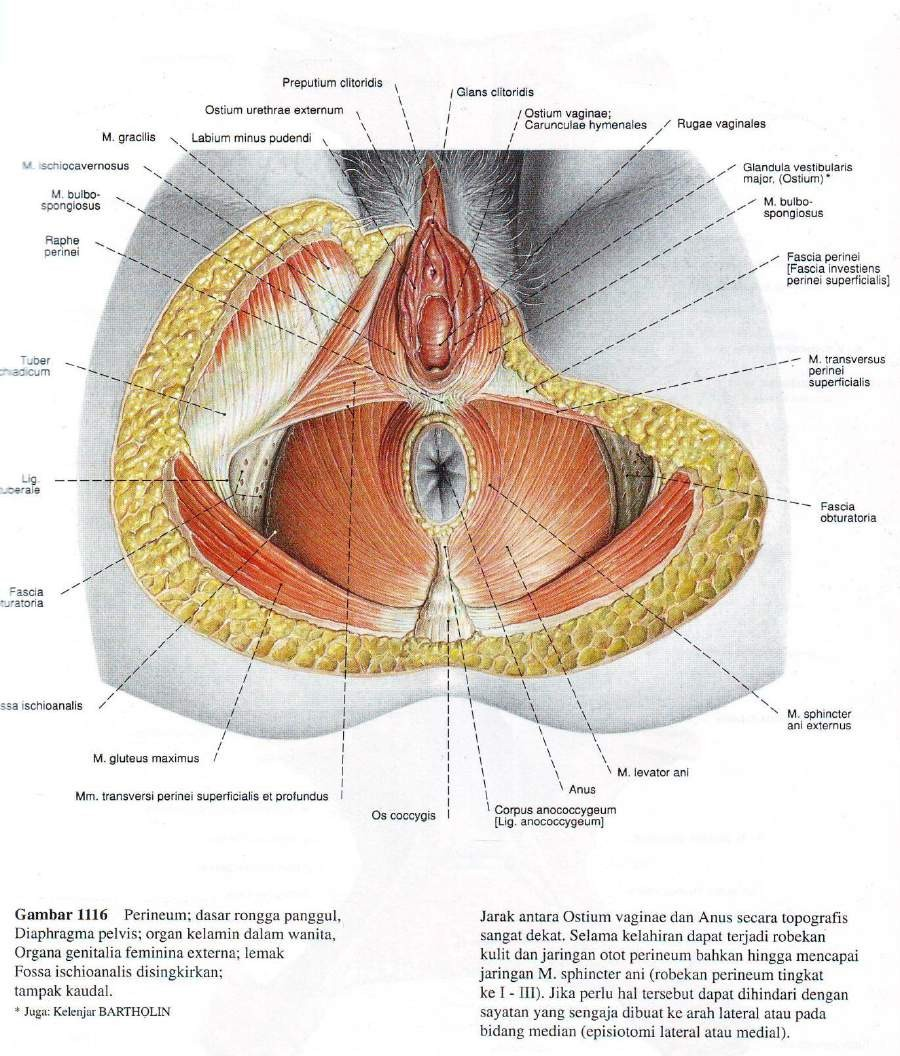 Preputium clitoridis
Glans clitoridis
Ostium urethrae externum
Ostium vaginae;
Carunculae hymenales
Rugae vaginales
M. gracilis
Labium minus pudendi
M. ischiocavernosus
Glandula vestibularis
major, (Ostium)*
M. bulbo-
spongiosus
M. bulbo-
spongiosus
Raphe
perinei
Fascia perinei
[Fascia investiens
perinei superficialis]
Tuber
chiadicum
M. transversus
perinei
superficialis
Lig.
tuberale
Fascia
obturatoria
Fascia
turatoria
ssa ischioanalis
M. sphincter
ani externus
M. gluteus maximus
M. levator ani
Anus
Mm. transversi perinei superficialis et profundus
Os coccygis
Corpus anococcygeum
[Lig. anococcygeum]
Gambar 1116 Perineum; dasar rongga panggul,
Diaphragma pelvis; organ kelamin dalam wanita,
Organa genitalia feminina externa; lemak
Fossa ischioanalis disingkirkan;
tampak kaudal.
* Juga: Kelenjar BARTHOLIN
Jarak antara Ostium vaginae dan Anus secara topografis
sangat dekat. Selama kelahiran dapat terjadi robekan
kulit dan jaringan otot perineum bahkan hingga mencapai
jaringan M. sphincter ani (robekan perineum tingkat
ke I - III). Jika perlu hal tersebut dapat dihindari dengan
sayatan yang sengaja dibuat ke arah lateral atau pada
bidang median (episiotomi lateral atau medial).